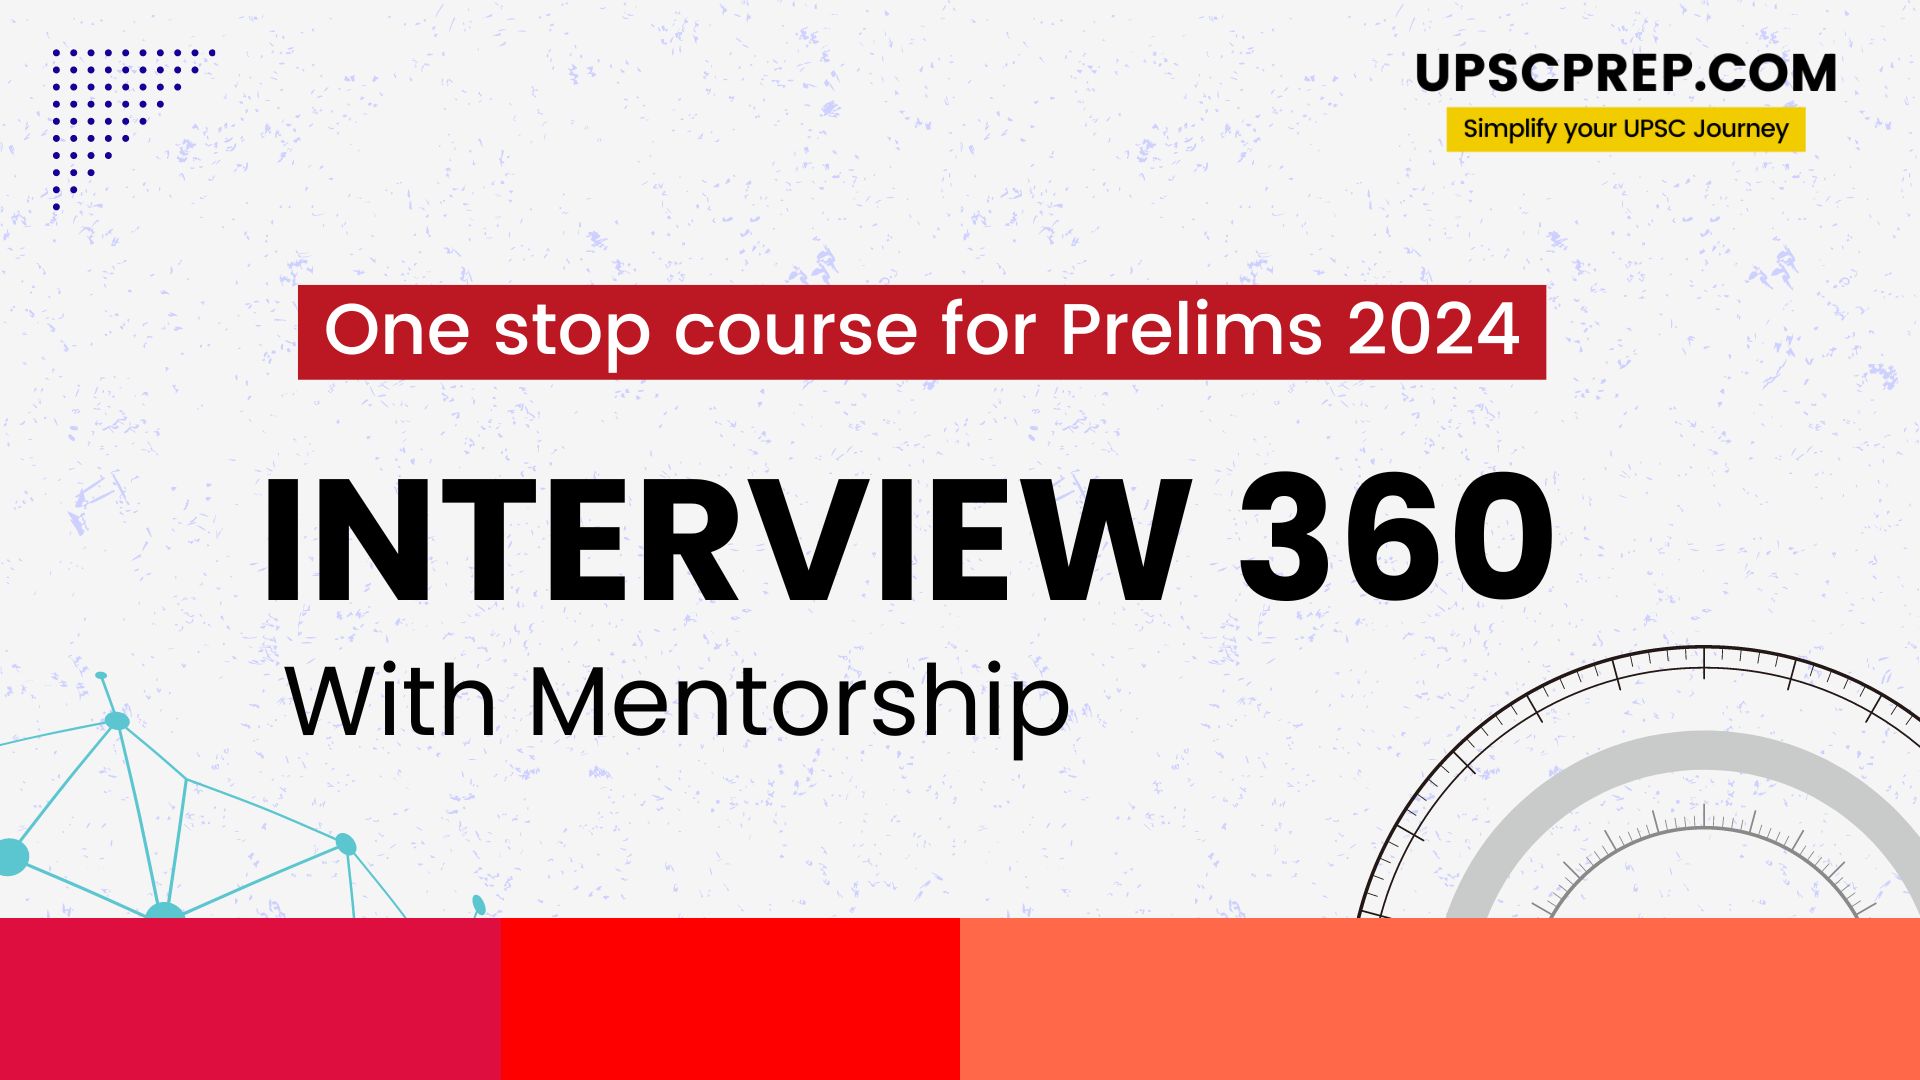 UPSCPREP.COM
Simplify your UPSC Journey
One stop course for Prelims 2024
INTERVIEW 360
With Mentorship